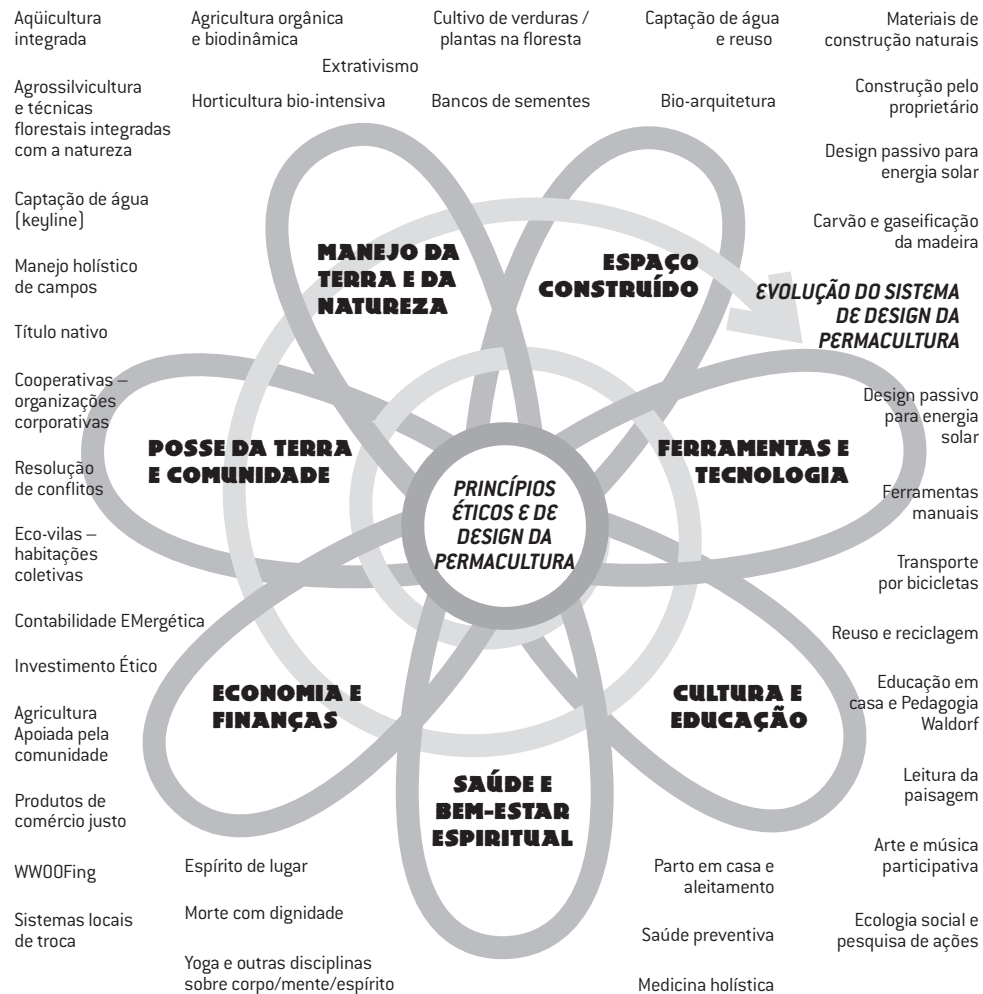 Aqüicultura
integrada
Agricultura orgânica
e biodinâmica
Cultivo de verduras /
plantas na floresta
Captação de água
e reuso
Materiais de
construção naturais
Extrativismo
Agrossilvicultura
e técnicas
florestais integradas
com a natureza
Horticultura bio-intensiva
Bancos de sementes
Bio-arquitetura
Construção pelo
proprietário
Design passivo para
energia solar
Captação de água
(keyline)
Carvão e gaseificação
da madeira
MANEJO DA
TERRA E DA
NATUREZA
ESPAÇO
CONSTRUÍDO
Manejo holístico
de campos
EVOLUÇÃO DO SISTEMA
DE DESIGN DA
PERMACULTURA
Título nativo
Cooperativas –
organizações
corporativas
Design passivo
para energia
solar
POSSE DA TERRA
E COMUNIDADE
FERRAMENTAS E
TECNOLOGIA
Resolução
de conflitos
PRINCÍPIOS
ÉTICOS E DE
DESIGN DA
PERMACULTURA
Ferramentas
manuais
Eco-vilas –
habitações
coletivas
Transporte
por bicicletas
Contabilidade EMergética
Reuso e reciclagem
Investimento Ético
ECONOMIA E
FINANÇAS
CULTURA E
EDUCAÇÃO
Educação em
casa e Pedagogia
Waldorf
Agricultura
Apoiada pela
comunidade
SAÚDE E
BEM-ESTAR
ESPIRITUAL
Leitura da
paisagem
Produtos de
comércio justo
Arte e música
participativa
WWOOFing
Espírito de lugar
Parto em casa e
aleitamento
Sistemas locais
de troca
Morte com dignidade
Saúde preventiva
Ecologia social e
pesquisa de ações
Yoga e outras disciplinas
sobre corpo/mente/espírito
Medicina holística